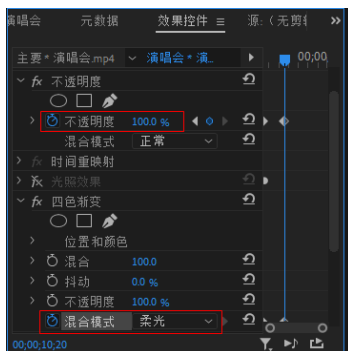 演唱会 元数据 效果控件 ≡ 源:（无剪辑 »
主要 * 演唱会.mp4 演唱会 * 演... 00;00
fx 不透明度
不透明度 100.0 %
混合模式 正常
fx 时间重映射
fx 光照效果
fx 四色渐变
位置和颜色
混合 100.0
抖动 0.0 %
不透明度 100.0 %
混合模式 柔光
00;00;10;20